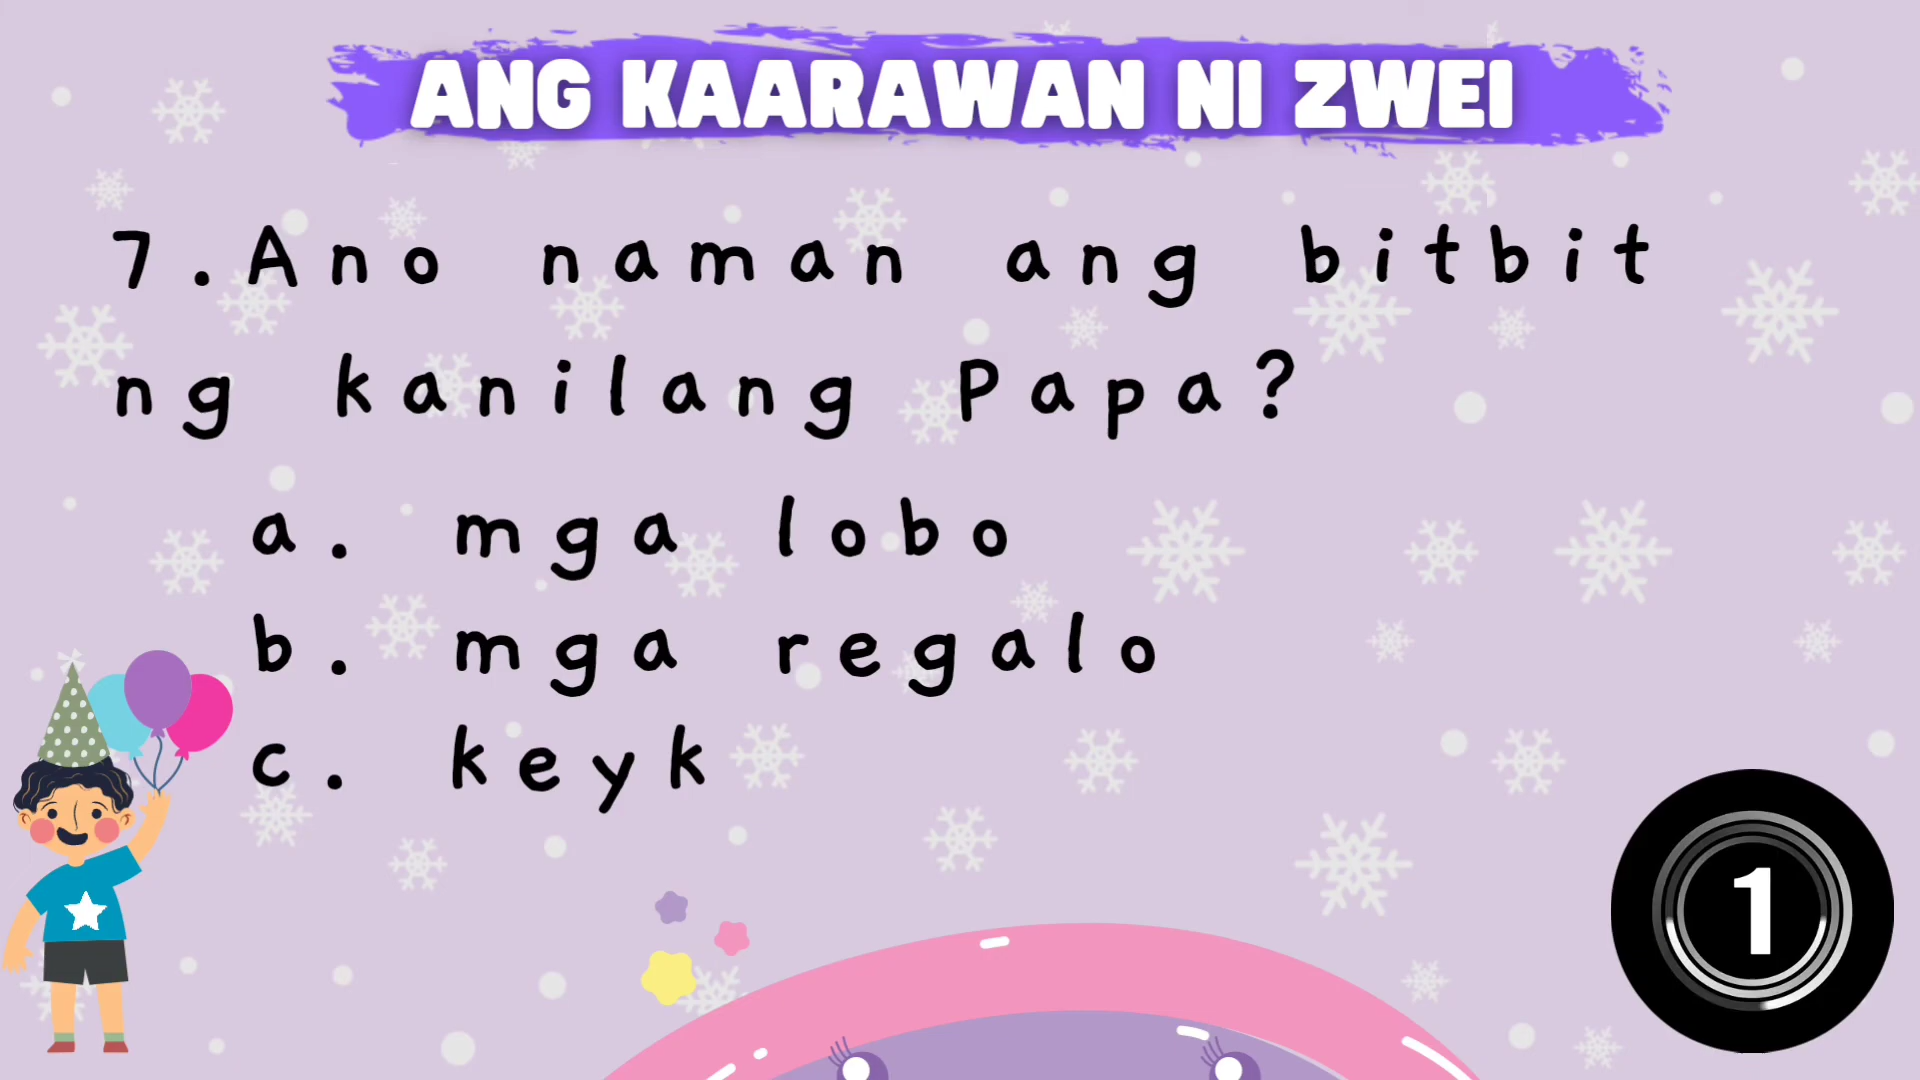 ANG KAARAWAN NI ZWEI
7.Ano naman ang bitbit
ng kanilang Papa?
a. mga lobo
b. mga regalo
c. keyk
1